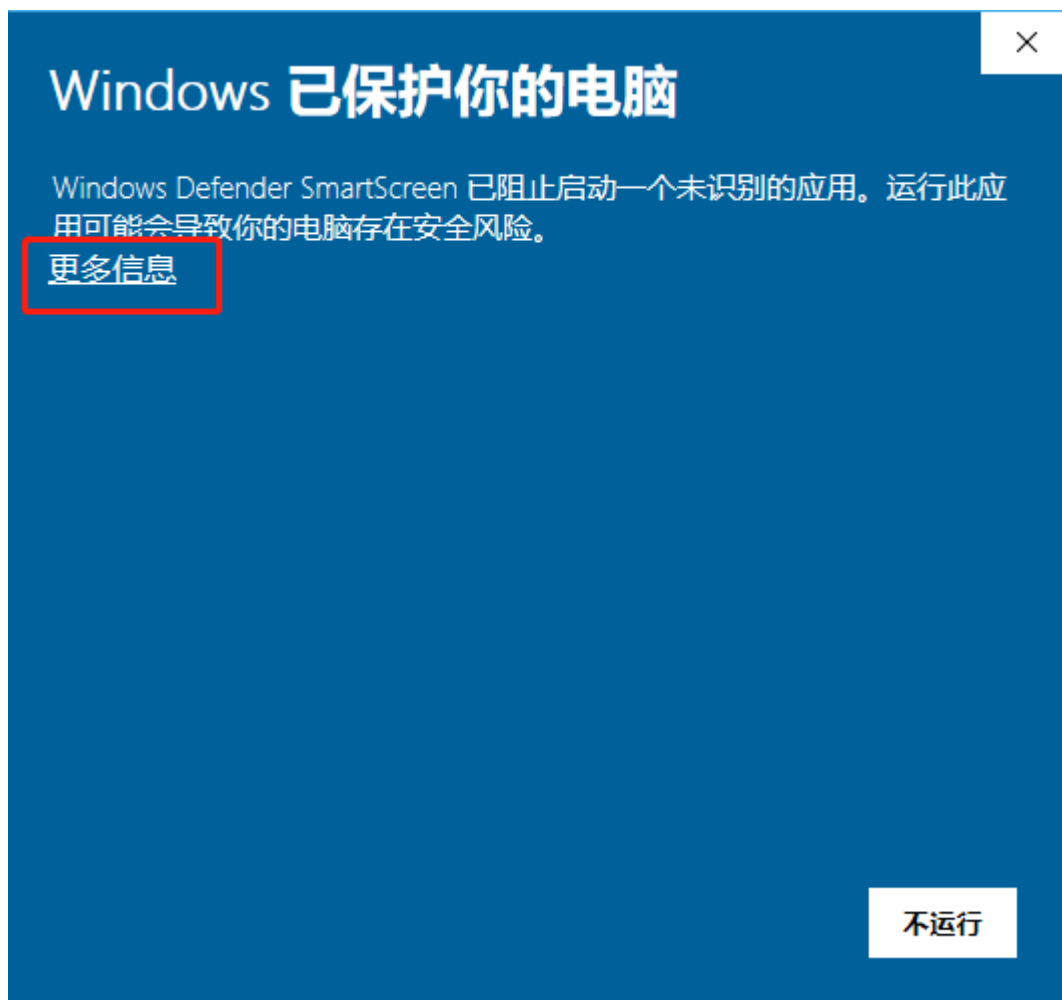 Windows 已保护你的电脑
Windows Defender SmartScreen 已阻止启动一个未识别的应用。运行此应
用可能会导致你的电脑存在安全风险。
更多信息
不运行